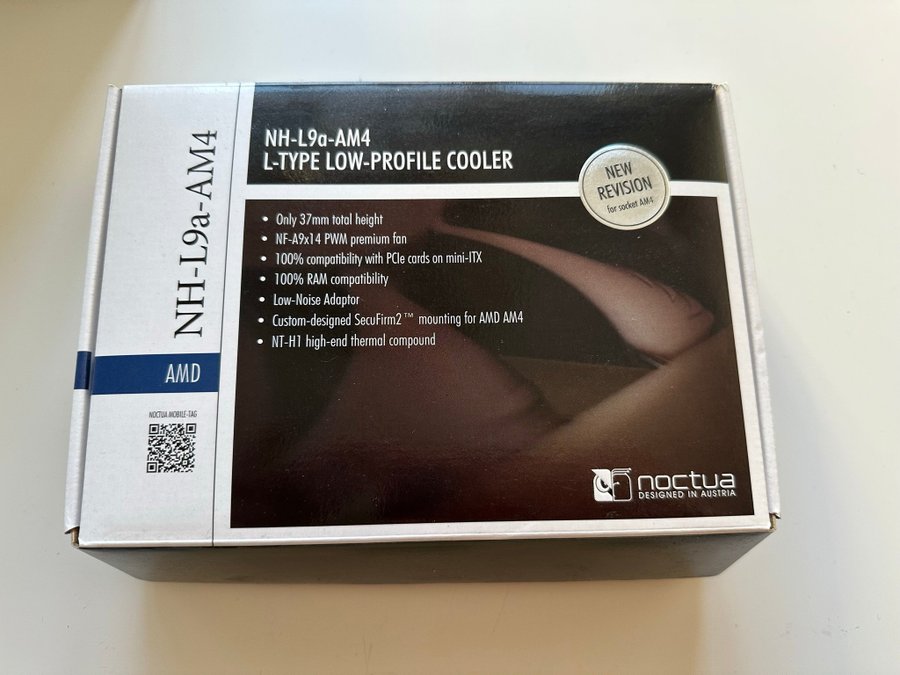 NH-L9a-AM4
AMD
NOCTUA MOBILE-TAG
NH-L9a-AM4
L-TYPE LOW-PROFILE COOLER
NEW
REVISION
for socket AM4
• Only 37mm total height
• NF-A9x14 PWM premium fan
• 100% compatibility with PCIe cards on mini-ITX
• 100% RAM compatibility
• Low-Noise Adaptor
• Custom-designed SecuFirm2™ mounting for AMD AM4
• NT-H1 high-end thermal compound
noctua
DESIGNED IN AUSTRIA